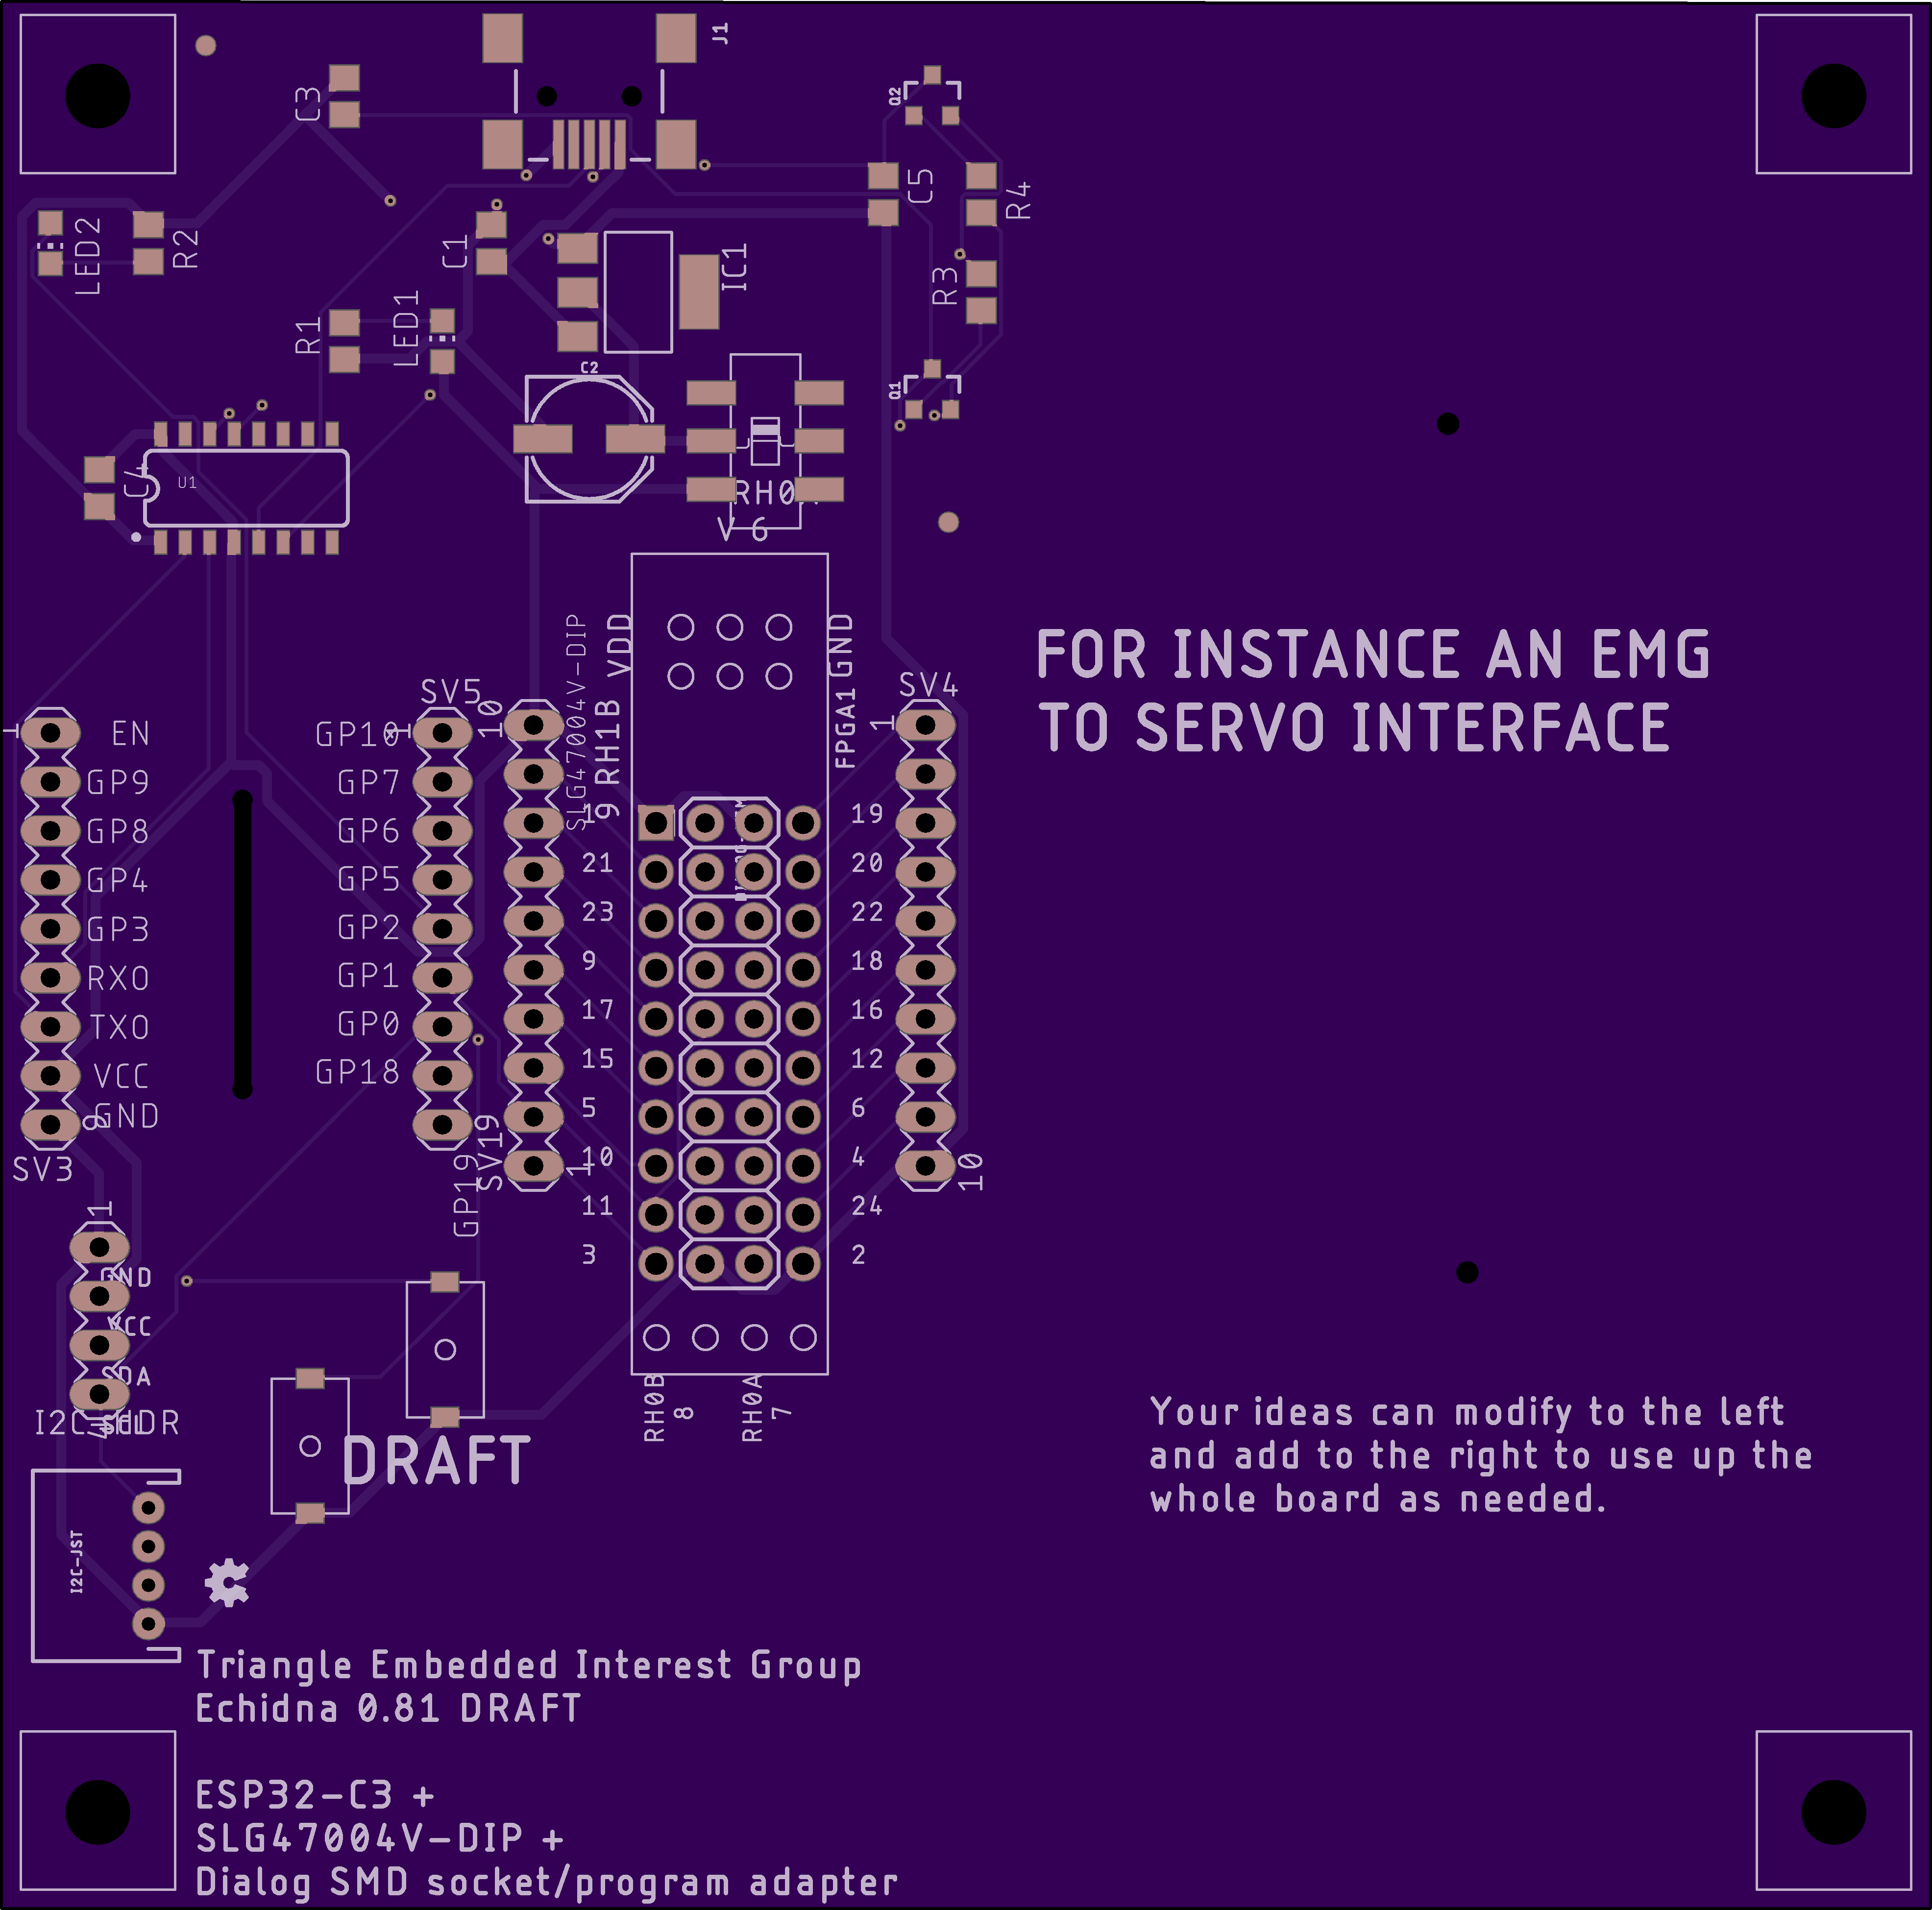 J1
Q2
C3
C5
R4
LED2
R2
C1
IC1
R3
R1
LED1
C2
Q1
C4
U1
FOR INSTANCE AN EMG
TO SERVO INTERFACE
SLG47004V-DIP
VDD
GND
RH1B
9
FPGA1
SV5
SV4
10
1
1
1
EN
GP10
GP9
GP7
GP8
GP6
19
19
GP4
GP5
21
20
GP3
GP2
23
22
RXO
GP1
9
18
TXO
GP0
17
16
VCC
GP18
15
12
GND
9
5
6
SV3
SV19
GP19
1
10
4
10
11
24
3
2
1
GND
VCC
SDA
I2C-HDR
4
RH0B
8
RH0A
7
DRAFT
Your ideas can modify to the left
and add to the right to use up the
whole board as needed.
I2C-JST
Triangle Embedded Interest Group
Echidna 0.81 DRAFT
ESP32-C3 +
SLG47004V-DIP +
Dialog SMD socket/program adapter